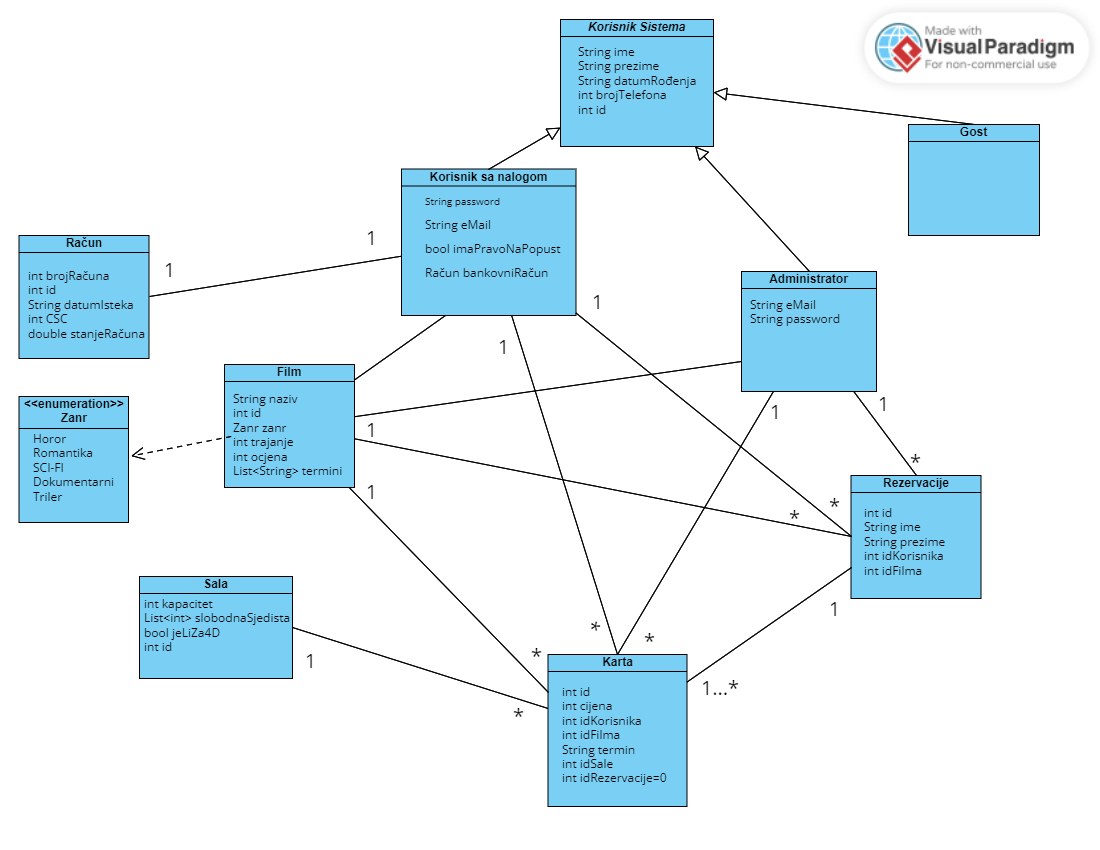 Made with
VisualParadigm
For non-commercial use
Korisnik Sistema
String ime
String prezime
String datumRođenja
int brojTelefona
int id
Gost
Korisnik sa nalogom
String password
String eMail
bool imaPravoNaPopust
Račun bankovniRačun
1
1
1
1
Račun
int brojRačuna
int id
String datumIsteka
int CSC
double stanjeRačuna
Administrator
String eMail
String password
1
1
Film
String naziv
int id
Zanr zanr
int trajanje
int ocjena
List<String> termini
1
1
<<enumeration>>
Zanr
Horor
Romantika
SCI-FI
Dokumentarni
Triler
*
*
*
Rezervacije
int id
String ime
String prezime
int idKorisnika
int idFilma
1
Sala
int kapacitet
List<int> slobodnaSjedista
bool jeLiZa4D
int id
1
*
*
*
*
1...*
Karta
int id
int cijena
int idKorisnika
int idFilma
String termin
int idSale
int idRezervacije=0